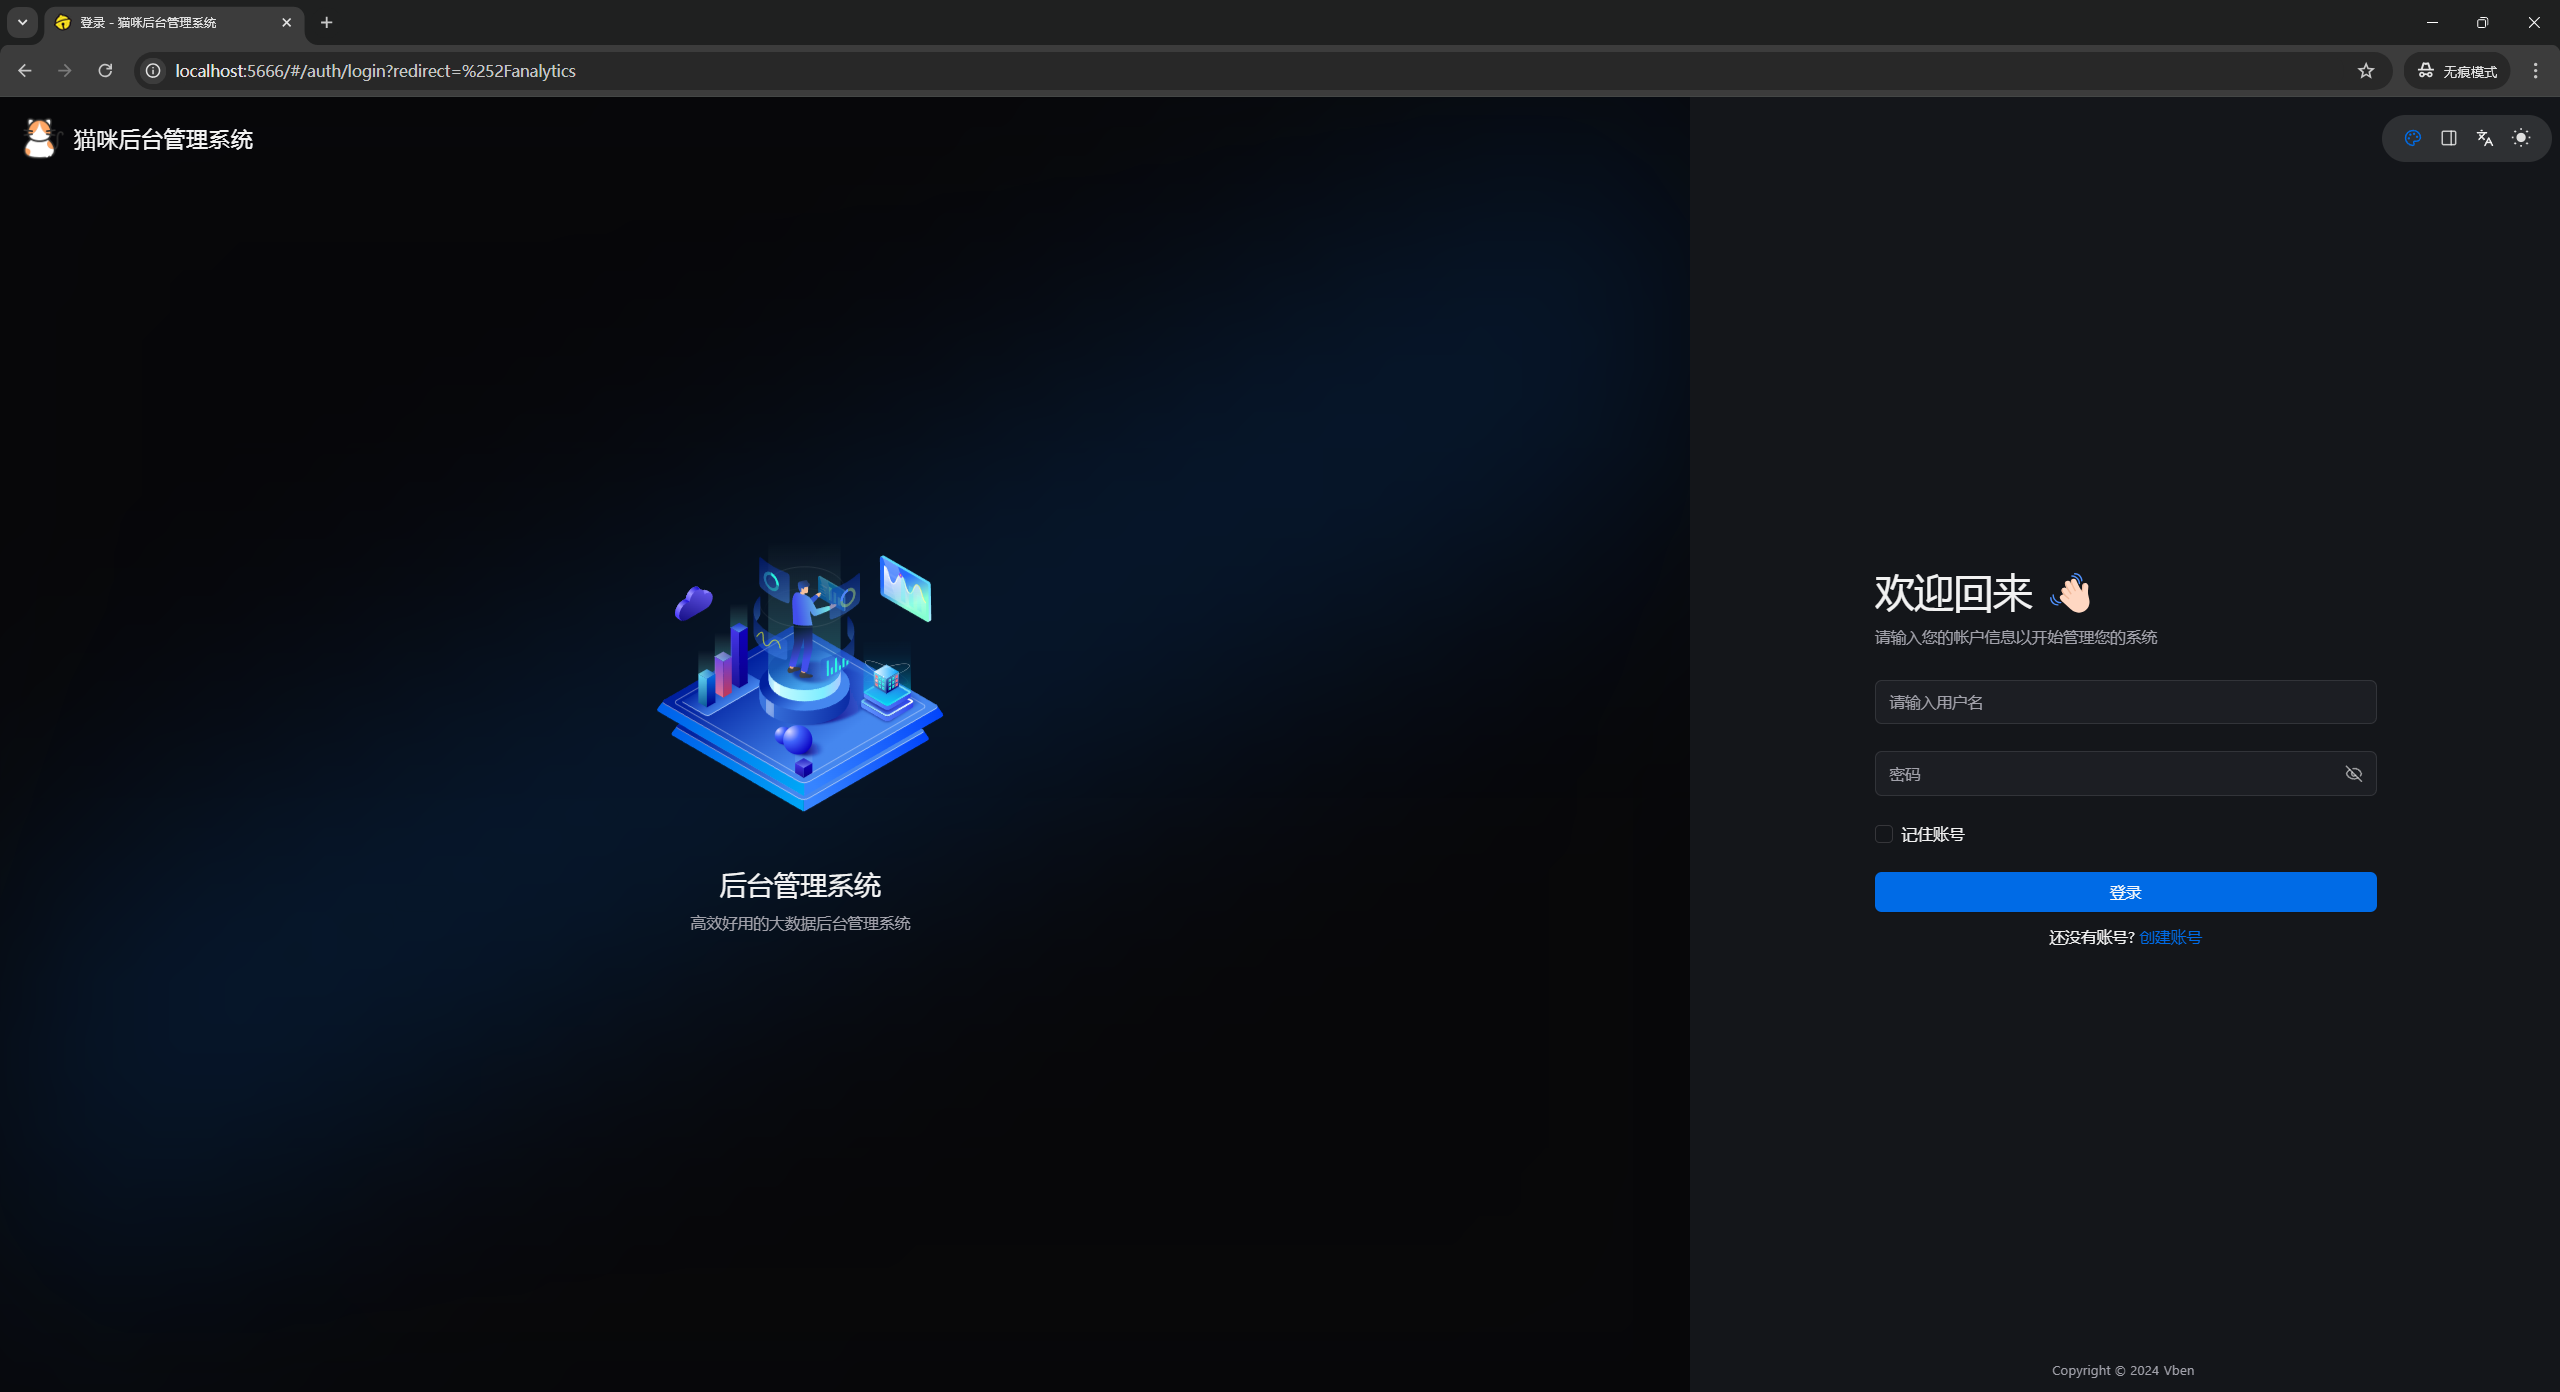 登录 - 猫咪后台管理系统
localhost:5666/#/auth/login?redirect=%252Fanalytics
无痕模式
猫咪后台管理系统
后台管理系统
高效好用的大数据后台管理系统
欢迎回来 👋🏻
请输入您的帐户信息以开始管理您的系统
请输入用户名
密码
记住账号
登录
还没有账号? 创建账号
Copyright © 2024 Vben